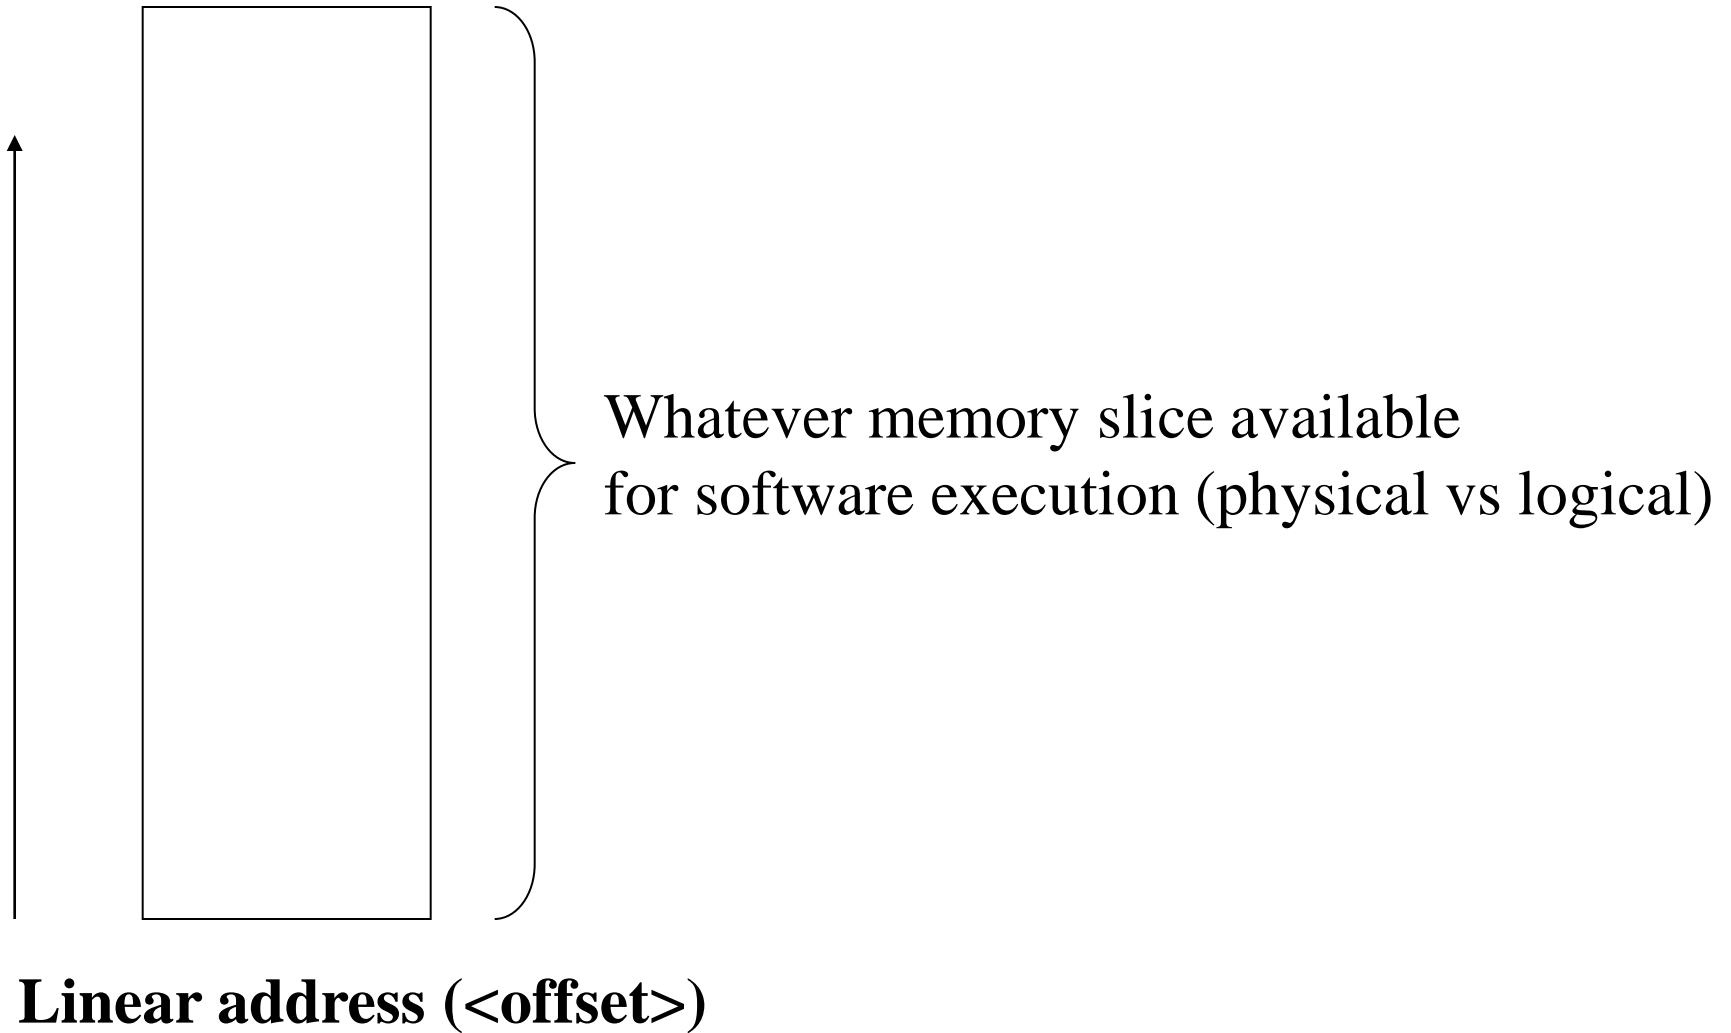 Whatever memory slice available
for software execution (physical vs logical)
Linear address (<offset>)